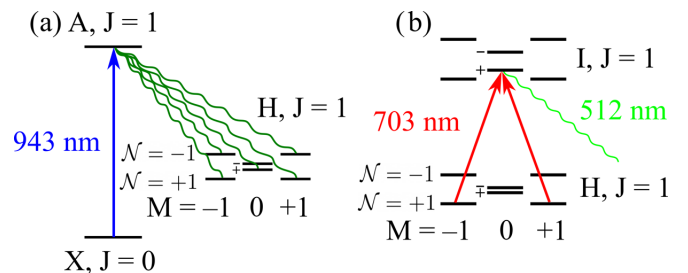 (a) A, J = 1
943 nm
H, J = 1
𝒩 = −1
∓
𝒩 = +1
M = −1 0 +1
X, J = 0
(b)
−
+
I, J = 1
703 nm
512 nm
𝒩 = −1
∓
𝒩 = +1
H, J = 1
M = −1 0 +1